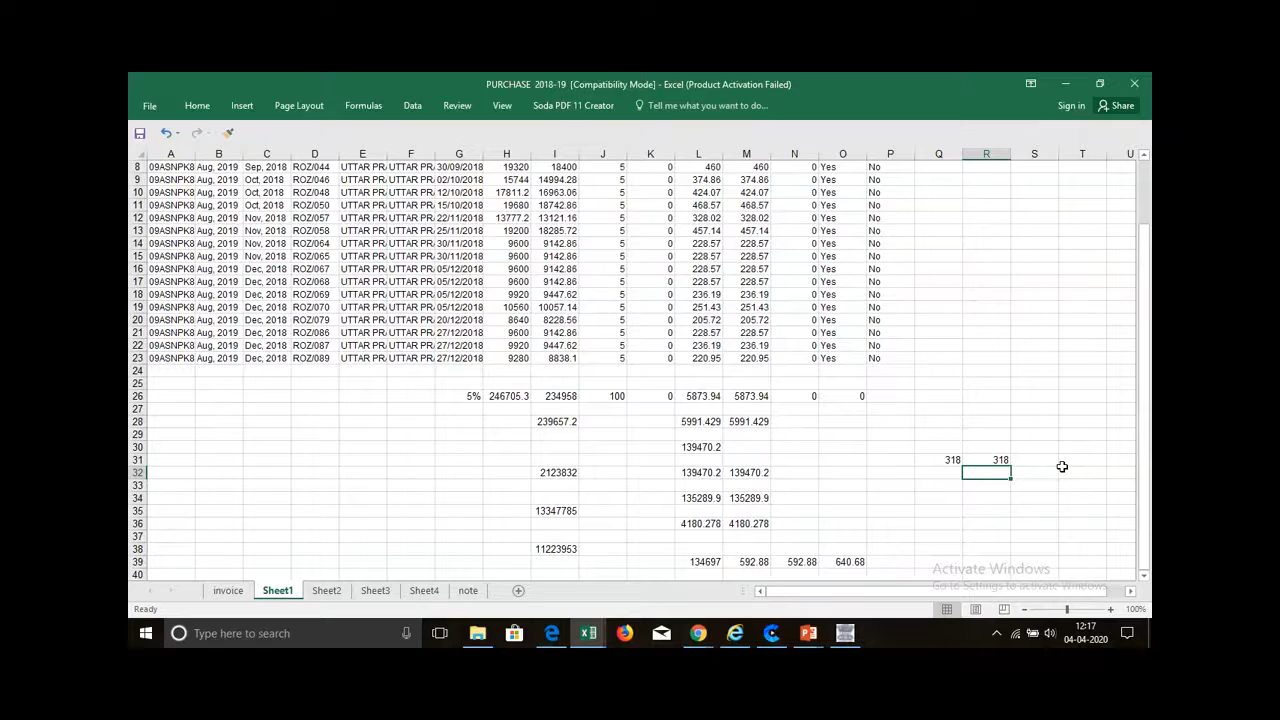 PURCHASE 2018-19 [Compatibility Mode] - Excel (Product Activation Failed)
File Home Insert Page Layout Formulas Data Review View Soda PDF 11 Creator Tell me what you want to do... Sign in Share
A B C D E F G H I J K L M N O P Q R S T U
8 09ASNPK8 Aug, 2019 Sep, 2018 ROZ/044 UTTAR PR UTTAR PR 30/09/2018 19320 18400 5 0 460 460 0 Yes No
9 09ASNPK8 Aug, 2019 Oct, 2018 ROZ/046 UTTAR PR UTTAR PR 02/10/2018 15744 14994.28 5 0 374.86 374.86 0 Yes No
10 09ASNPK8 Aug, 2019 Oct, 2018 ROZ/048 UTTAR PR UTTAR PR 12/10/2018 17811.2 16963.06 5 0 424.07 424.07 0 Yes No
11 09ASNPK8 Aug, 2019 Oct, 2018 ROZ/050 UTTAR PR UTTAR PR 15/10/2018 19680 18742.86 5 0 468.57 468.57 0 Yes No
12 09ASNPK8 Aug, 2019 Nov, 2018 ROZ/057 UTTAR PR UTTAR PR 22/11/2018 13777.2 13121.16 5 0 328.02 328.02 0 Yes No
13 09ASNPK8 Aug, 2019 Nov, 2018 ROZ/058 UTTAR PR UTTAR PR 25/11/2018 19200 18285.72 5 0 457.14 457.14 0 Yes No
14 09ASNPK8 Aug, 2019 Nov, 2018 ROZ/064 UTTAR PR UTTAR PR 30/11/2018 9600 9142.86 5 0 228.57 228.57 0 Yes No
15 09ASNPK8 Aug, 2019 Nov, 2018 ROZ/065 UTTAR PR UTTAR PR 30/11/2018 9600 9142.86 5 0 228.57 228.57 0 Yes No
16 09ASNPK8 Aug, 2019 Dec, 2018 ROZ/067 UTTAR PR UTTAR PR 05/12/2018 9600 9142.86 5 0 228.57 228.57 0 Yes No
17 09ASNPK8 Aug, 2019 Dec, 2018 ROZ/068 UTTAR PR UTTAR PR 05/12/2018 9600 9142.86 5 0 228.57 228.57 0 Yes No
18 09ASNPK8 Aug, 2019 Dec, 2018 ROZ/069 UTTAR PR UTTAR PR 05/12/2018 9920 9447.62 5 0 236.19 236.19 0 Yes No
19 09ASNPK8 Aug, 2019 Dec, 2018 ROZ/070 UTTAR PR UTTAR PR 05/12/2018 10560 10057.14 5 0 251.43 251.43 0 Yes No
20 09ASNPK8 Aug, 2019 Dec, 2018 ROZ/079 UTTAR PR UTTAR PR 20/12/2018 8640 8228.56 5 0 205.72 205.72 0 Yes No
21 09ASNPK8 Aug, 2019 Dec, 2018 ROZ/086 UTTAR PR UTTAR PR 27/12/2018 9600 9142.86 5 0 228.57 228.57 0 Yes No
22 09ASNPK8 Aug, 2019 Dec, 2018 ROZ/087 UTTAR PR UTTAR PR 27/12/2018 9920 9447.62 5 0 236.19 236.19 0 Yes No
23 09ASNPK8 Aug, 2019 Dec, 2018 ROZ/089 UTTAR PR UTTAR PR 27/12/2018 9280 8838.1 5 0 220.95 220.95 0 Yes No
24
25
26 5% 246705.3 234958 100 0 5873.94 5873.94 0 0
27
28 239657.2 5991.429 5991.429
29
30 139470.2
31 318 318
32 2123832 139470.2 139470.2
33
34 135289.9 135289.9
35 13347785
36 4180.278 4180.278
37
38 11223953
39 134697 592.88 592.88 640.68
40
Activate Windows
Go to Settings to activate Windows.
invoice Sheet1 Sheet2 Sheet3 Sheet4 note
Ready 100%
Type here to search 12:17
04-04-2020